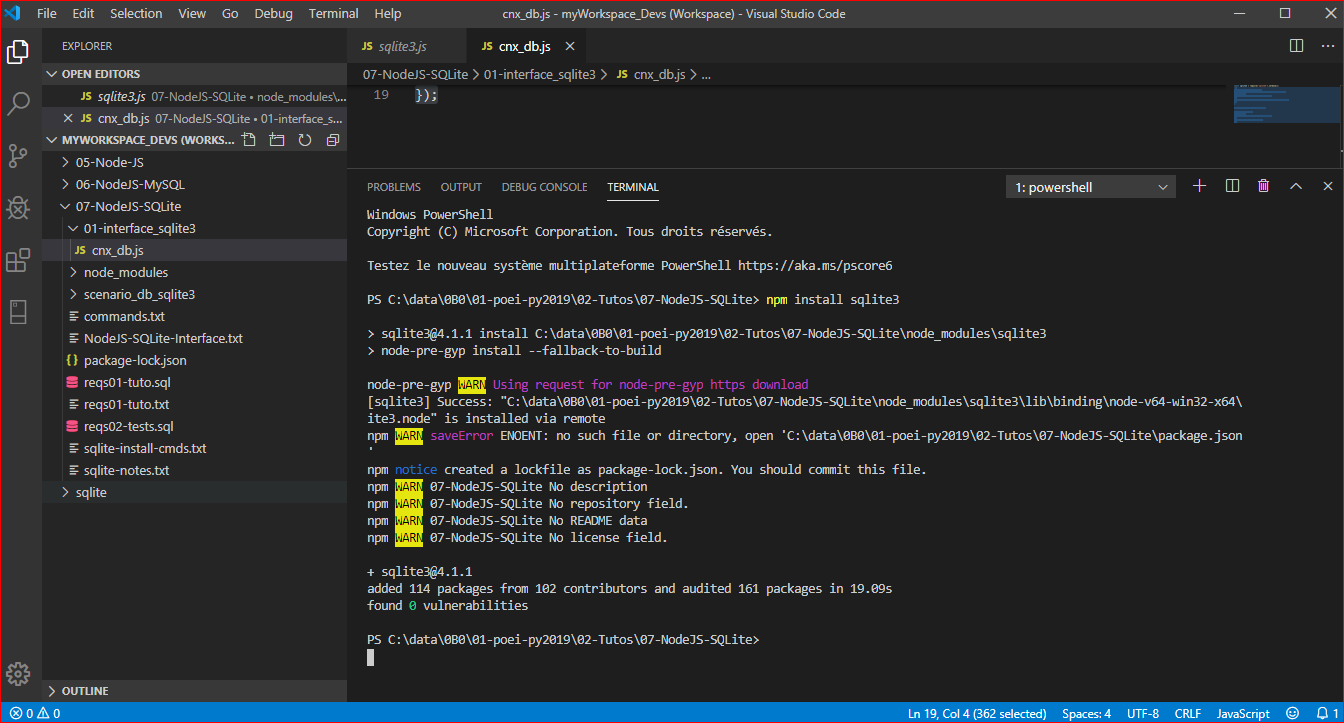 File Edit Selection View Go Debug Terminal Help
cnx_db.js - myWorkspace_Devs (Workspace) - Visual Studio Code
EXPLORER
OPEN EDITORS
JS sqlite3.js 07-NodeJS-SQLite • node_modules\...
JS cnx_db.js 07-NodeJS-SQLite • 01-interface_s...
MYWORKSPACE_DEVS (WORKS...
05-Node-JS
06-NodeJS-MySQL
07-NodeJS-SQLite
01-interface_sqlite3
JS cnx_db.js
node_modules
scenario_db_sqlite3
commands.txt
NodeJS-SQLite-Interface.txt
{} package-lock.json
reqs01-tuto.sql
reqs01-tuto.txt
reqs02-tests.sql
sqlite-install-cmds.txt
sqlite-notes.txt
sqlite
OUTLINE
JS sqlite3.js
JS cnx_db.js
07-NodeJS-SQLite > 01-interface_sqlite3 > JS cnx_db.js > ...
19 });
PROBLEMS OUTPUT DEBUG CONSOLE TERMINAL
1: powershell
Windows PowerShell
Copyright (C) Microsoft Corporation. Tous droits réservés.
Testez le nouveau système multiplateforme PowerShell https://aka.ms/pscore6
PS C:\data\0B0\01-poei-py2019\02-Tutos\07-NodeJS-SQLite> npm install sqlite3
> sqlite3@4.1.1 install C:\data\0B0\01-poei-py2019\02-Tutos\07-NodeJS-SQLite\node_modules\sqlite3
> node-pre-gyp install --fallback-to-build
node-pre-gyp WARN Using request for node-pre-gyp https download
[sqlite3] Success: "C:\data\0B0\01-poei-py2019\02-Tutos\07-NodeJS-SQLite\node_modules\sqlite3\lib\binding\node-v64-win32-x64\
ite3.node" is installed via remote
npm WARN saveError ENOENT: no such file or directory, open 'C:\data\0B0\01-poei-py2019\02-Tutos\07-NodeJS-SQLite\package.json
'
npm notice created a lockfile as package-lock.json. You should commit this file.
npm WARN 07-NodeJS-SQLite No description
npm WARN 07-NodeJS-SQLite No repository field.
npm WARN 07-NodeJS-SQLite No README data
npm WARN 07-NodeJS-SQLite No license field.
+ sqlite3@4.1.1
added 114 packages from 102 contributors and audited 161 packages in 19.09s
found 0 vulnerabilities
PS C:\data\0B0\01-poei-py2019\02-Tutos\07-NodeJS-SQLite>
0 0
Ln 19, Col 4 (362 selected) Spaces: 4 UTF-8 CRLF JavaScript 1